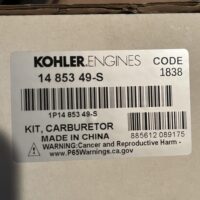 KOHLER.ENGINES
CODE
14 853 49-S
1838
1P14 853 49-S
KIT, CARBURETOR
MADE IN CHINA
885612 089175
WARNING:Cancer and Reproductive Harm -
www.P65Warnings.ca.gov